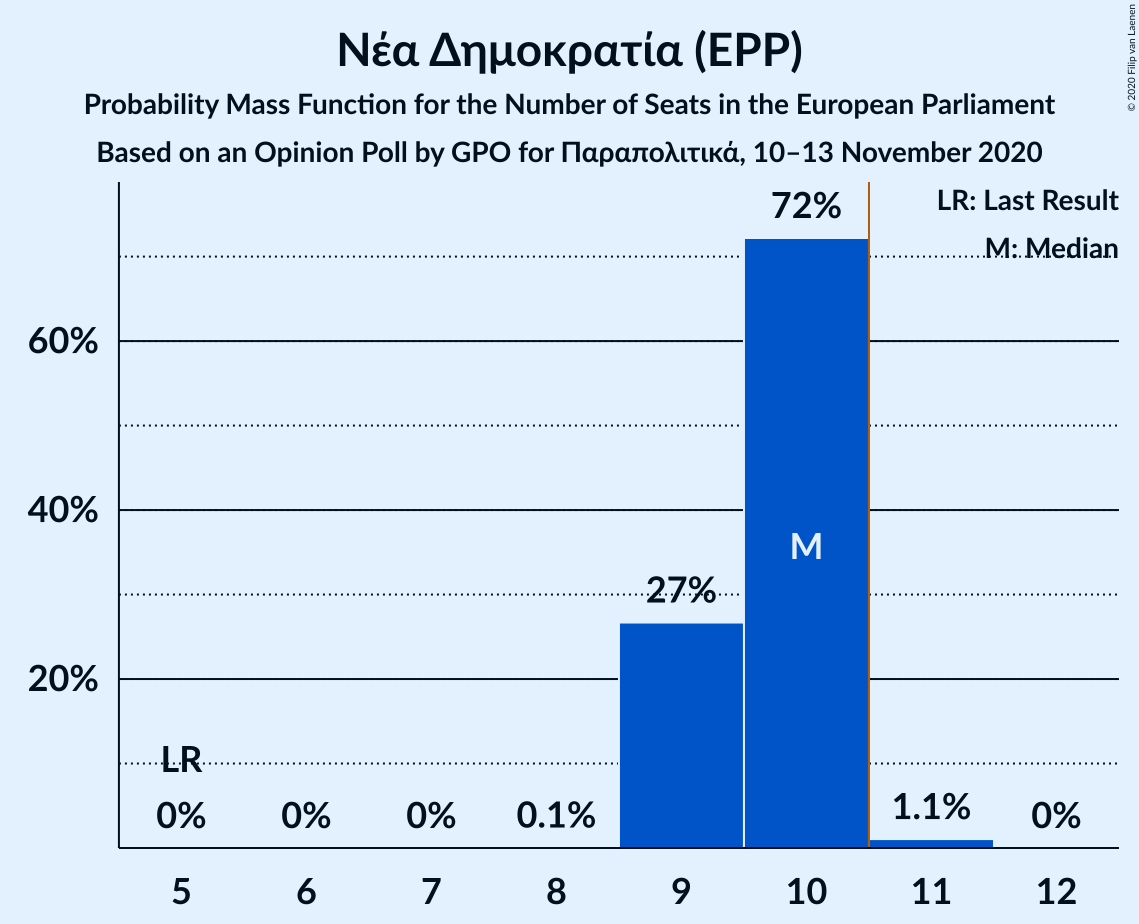 Νέα Δημοκρατία (EPP)
Probability Mass Function for the Number of Seats in the European Parliament
Based on an Opinion Poll by GPO for Παραπολιτικά, 10–13 November 2020
© 2020 Filip van Laenen
LR: Last Result
M: Median
72%
60%
40%
M
27%
20%
LR
0% 0% 0% 0.1% 1.1% 0%
5 6 7 8 9 10 11 12